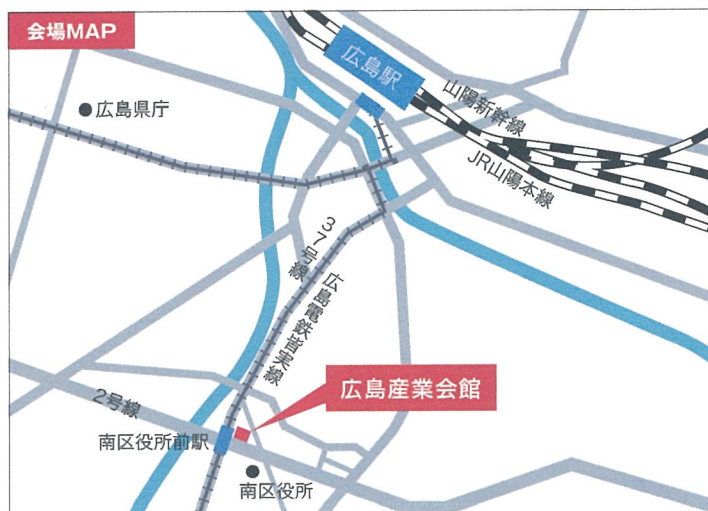 会場MAP
広島駅
広島県庁
山陽新幹線
JR山陽本線
37号線
広島電鉄皆実線
広島産業会館
2号線
南区役所前駅
南区役所